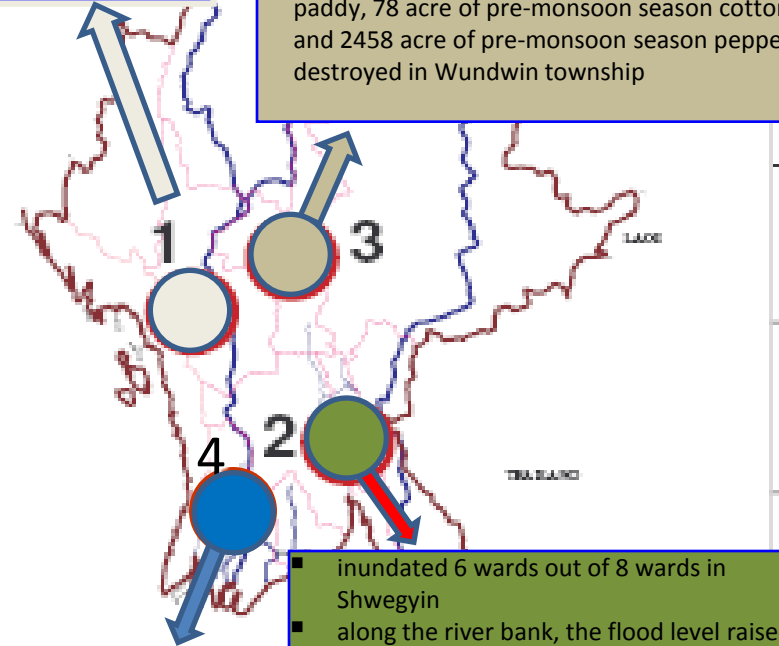 paddy, 78 acre of pre-monsoon season cotton
and 2458 acre of pre-monsoon season peppe
destroyed in Wundwin township
1
3
LAOS
2
4
THAILAND
▪ inundated 6 wards out of 8 wards in
Shwegyin
▪ along the river bank, the flood level raise